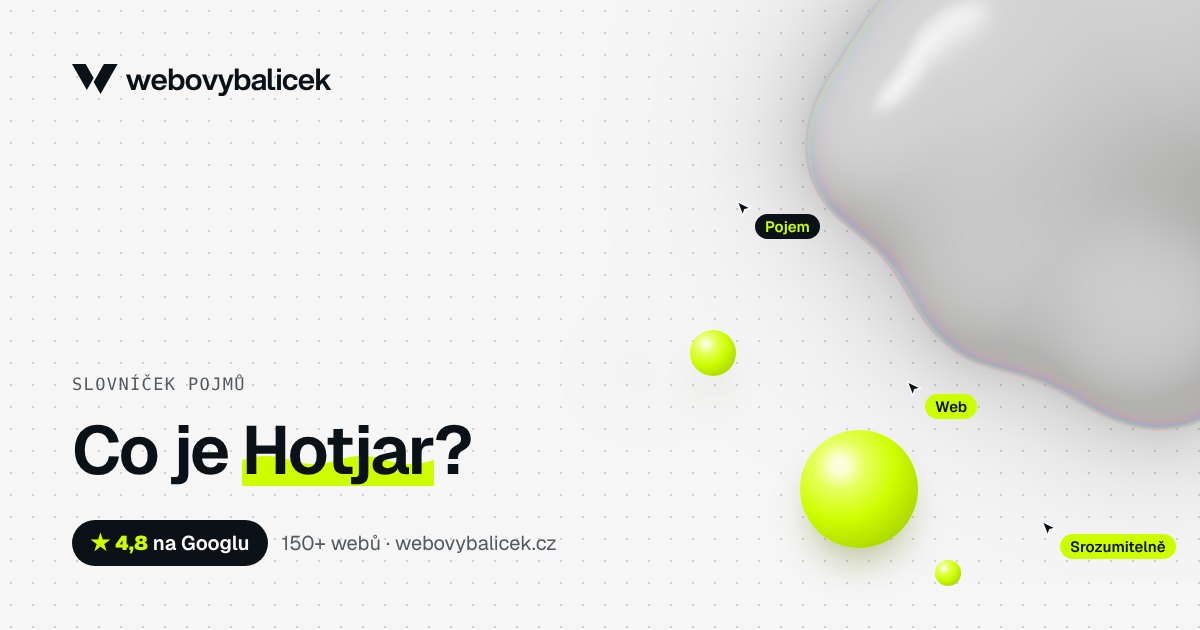 webovybalicek
Pojem
Web
Srozumitelně
SLOVNÍČEK POJMŮ
Co je Hotjar?
★ 4,8 na Googlu
150+ webů · webovybalicek.cz